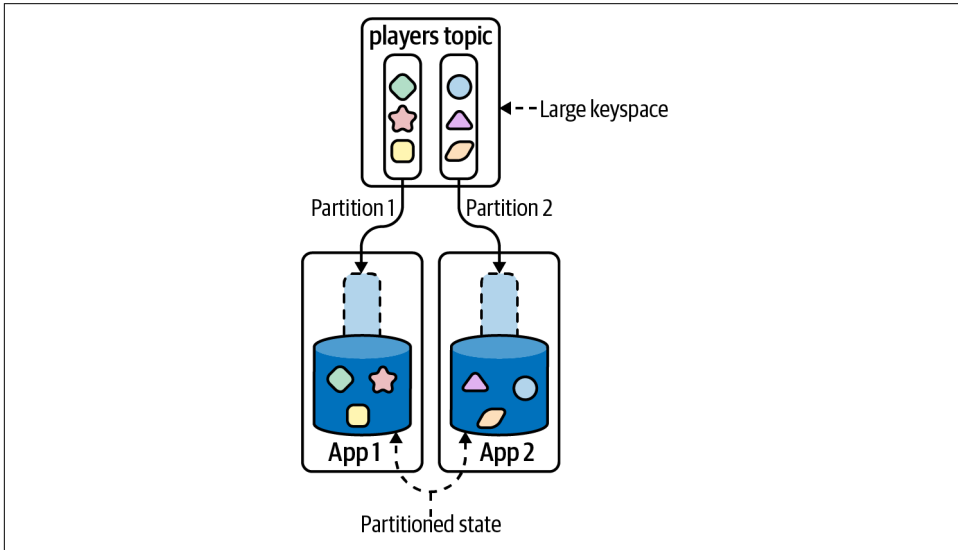 players topic
Large keyspace
Partition 1
Partition 2
App 1
App 2
Partitioned state